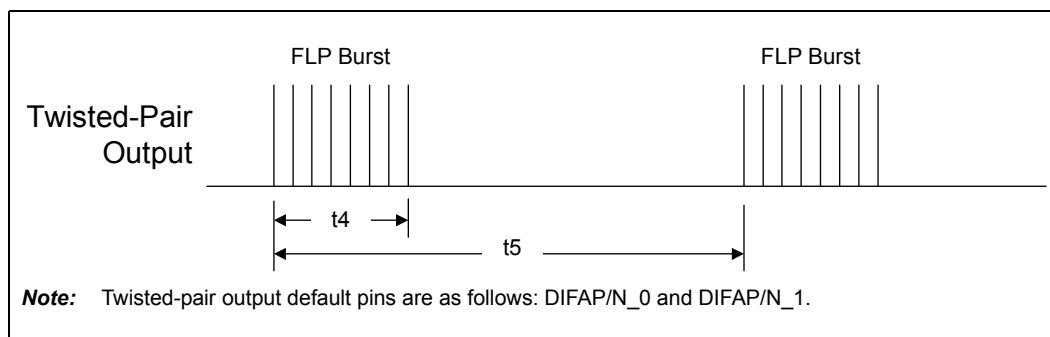 FLP Burst FLP Burst
Twisted-Pair
Output
t4
t5
Note: Twisted-pair output default pins are as follows: DIFAP/N_0 and DIFAP/N_1.